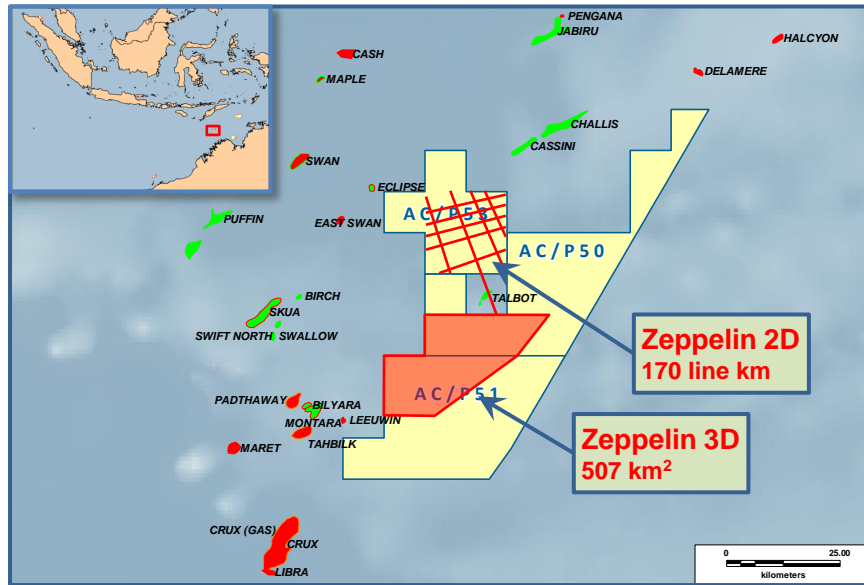 PENGANA
JABIRU
HALCYON
CASH
DELAMERE
MAPLE
CHALLIS
CASSINI
SWAN
ECLIPSE
AC/P53
PUFFIN
EAST SWAN
AC/P50
BIRCH
TALBOT
SKUA
SWIFT NORTH SWALLOW
Zeppelin 2D
170 line km
AC/P51
PADTHAWAY
BILYARA
MONTARA
LEEUWIN
TAHBILK
MARET
Zeppelin 3D
507 km²
CRUX (GAS)
CRUX
LIBRA
0 25.00
kilometers